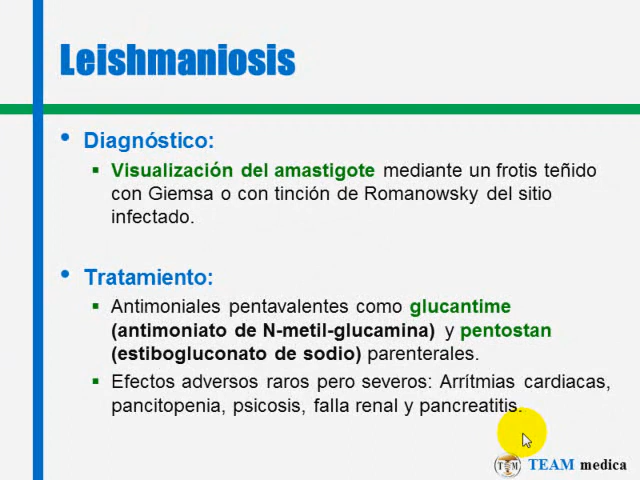 Leishmaniosis
• Diagnóstico:
▪ Visualización del amastigote mediante un frotis teñido
con Giemsa o con tinción de Romanowsky del sitio
infectado.
• Tratamiento:
▪ Antimoniales pentavalentes como glucantime
(antimoniato de N-metil-glucamina) y pentostan
(estibogluconato de sodio) parenterales.
▪ Efectos adversos raros pero severos: Arrítmias cardiacas,
pancitopenia, psicosis, falla renal y pancreatitis.
TEAM medica